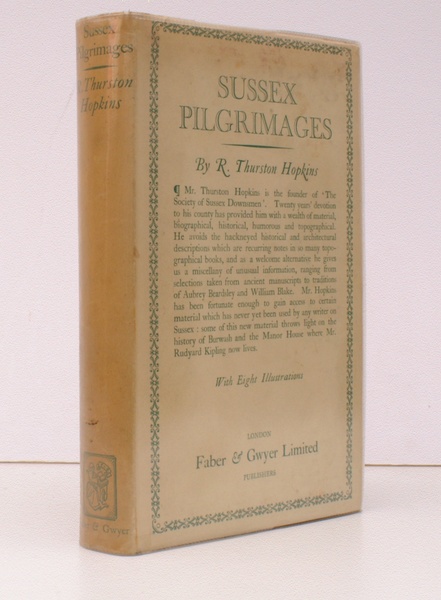 Sussex
Pilgrimages
R. Thurston
Hopkins
& Gwyer
SUSSEX
PILGRIMAGES
By R. Thurston Hopkins
¶ Mr. Thurston Hopkins is the founder of 'The
Society of Sussex Downsmen'. Twenty years' devotion
to his county has provided him with a wealth of material,
biographical, historical, humorous and topographical.
He avoids the hackneyed historical and architectural
descriptions which are recurring notes in so many topo-
graphical books, and as a welcome alternative he gives
us a miscellany of unusual information, ranging from
selections taken from ancient manuscripts to traditions
of Aubrey Beardsley and William Blake. Mr. Hopkins
has been fortunate enough to gain access to certain
material which has never yet been used by any writer on
Sussex : some of this new material throws light on the
history of Burwash and the Manor House where Mr.
Rudyard Kipling now lives.
With Eight Illustrations
LONDON
Faber & Gwyer Limited
PUBLISHERS